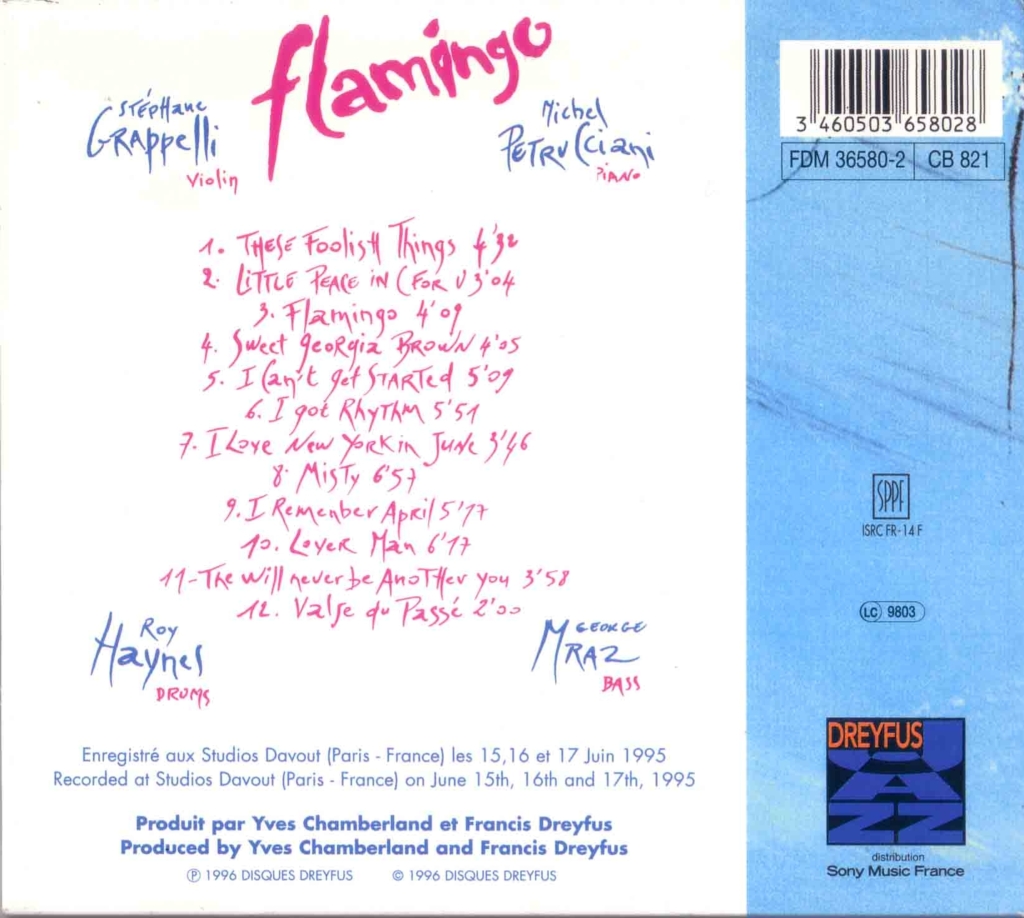 flamingo
STÉPHANE
GRAPPELLI
Violin
Michel
PETRUCCIANI
PIANO
1. THESE FOOLISH Things 4'32
2. LITTLE PEACE in C FOR U 3'04
3. Flamingo 4'09
4. Sweet GEORGIA BROWN 4'05
5. I Can't get STARTED 5'09
6. I got RHYTHM 5'51
7. I Love New York in June 3'46
8. MISTY 6'57
9. I Remenber April 5'17
10. Lover Man 6'17
11-The Will never be Another you 3'58
12. Valse du Passé 2'00
ROY
Haynes
DRUMS
GEORGE
MRAZ
BASS
Enregistré aux Studios Davout (Paris - France) les 15,16 et 17 Juin 1995
Recorded at Studios Davout (Paris - France) on June 15th, 16th and 17th, 1995
Produit par Yves Chamberland et Francis Dreyfus
Produced by Yves Chamberland and Francis Dreyfus
℗ 1996 DISQUES DREYFUS © 1996 DISQUES DREYFUS
3 460503 658028
FDM 36580-2 CB 821
SPPF
ISRC FR-14 F
LC 9803
DREYFUS
JAZZ
distribution
Sony Music France